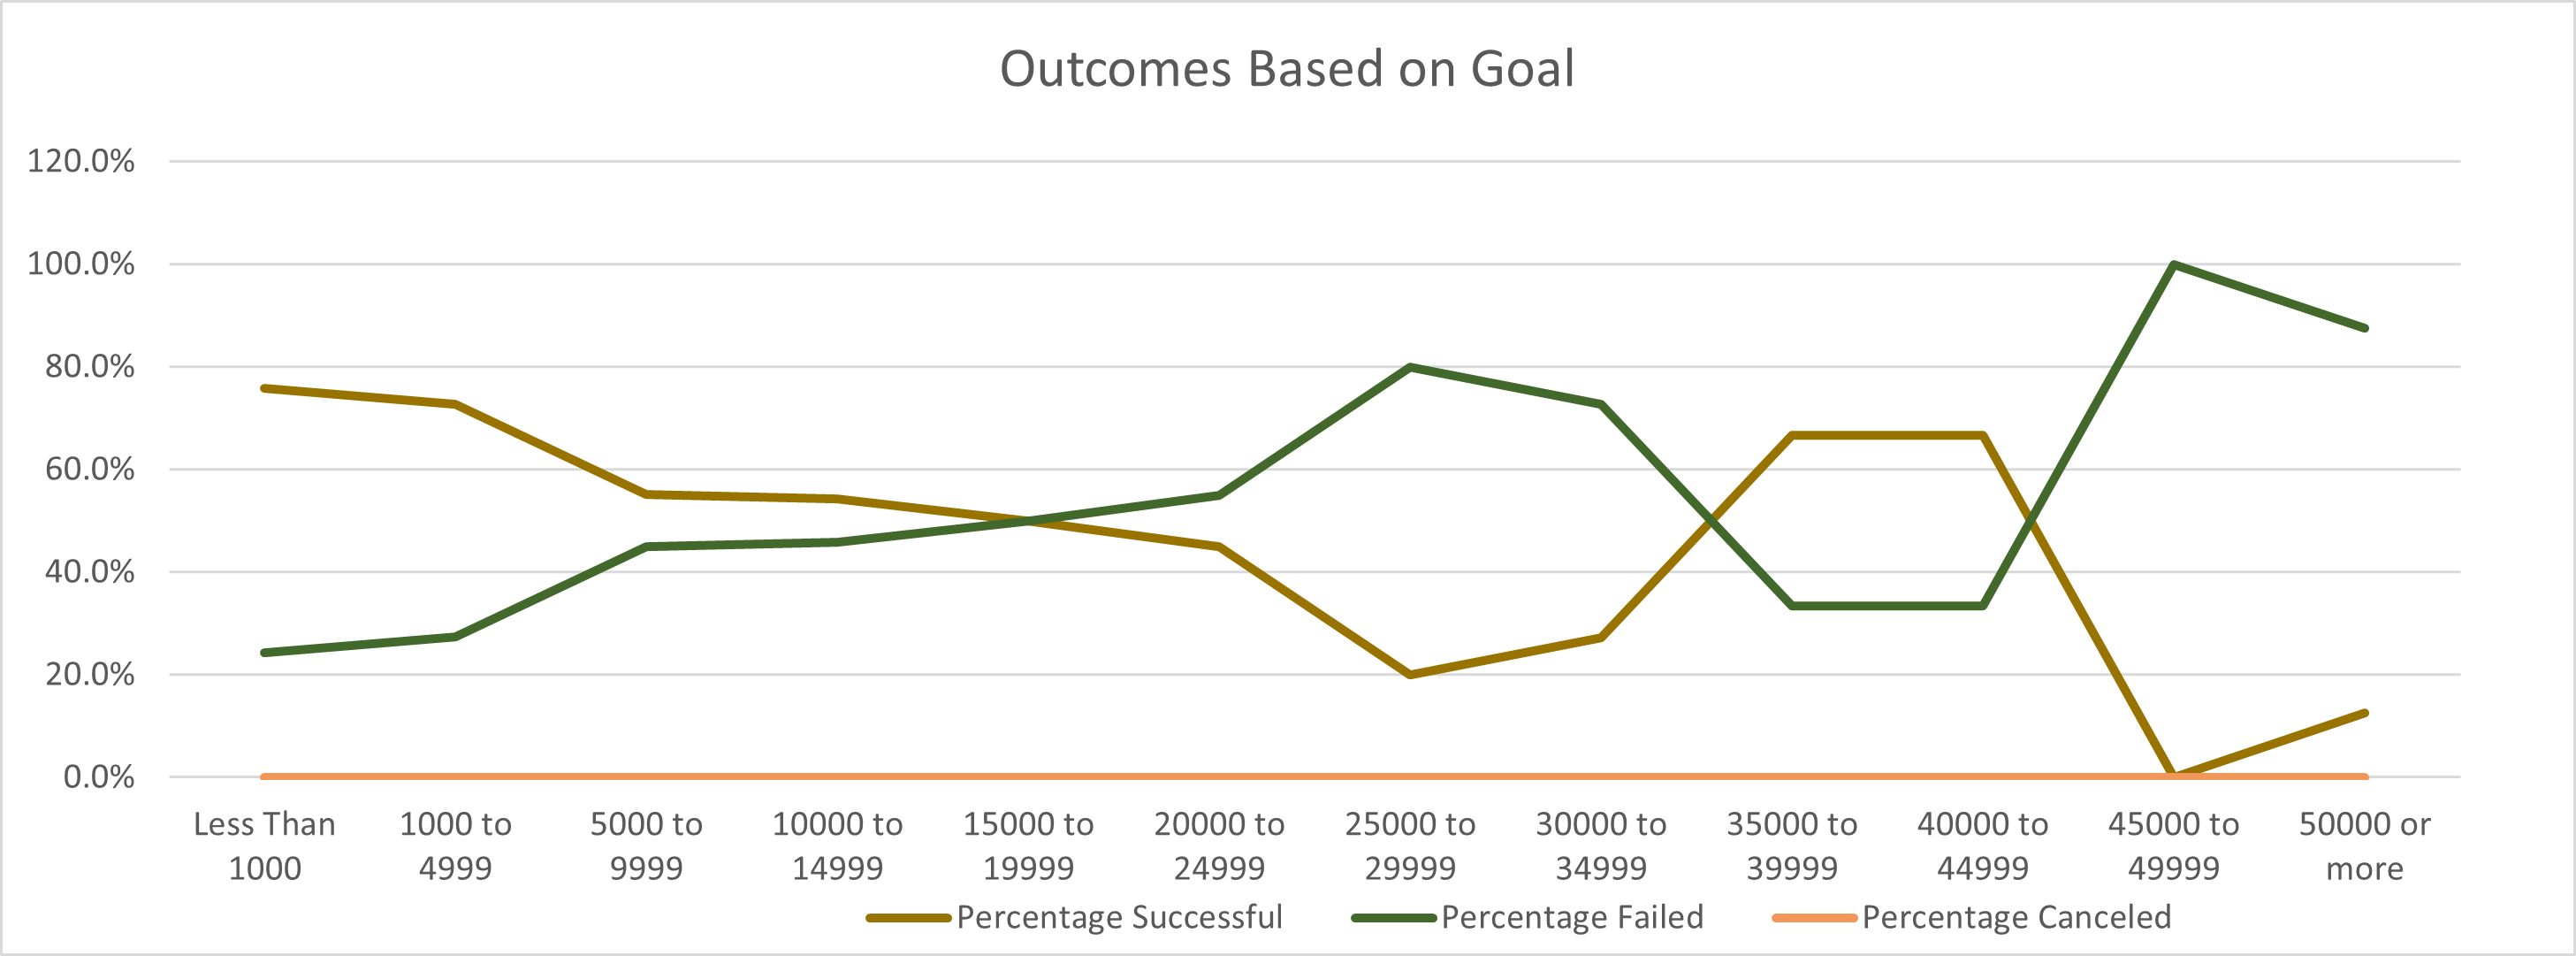 Outcomes Based on Goal
120.0%
100.0%
80.0%
60.0%
40.0%
20.0%
0.0%
Less Than
1000
1000 to
4999
5000 to
9999
10000 to
14999
15000 to
19999
20000 to
24999
25000 to
29999
30000 to
34999
35000 to
39999
40000 to
44999
45000 to
49999
50000 or
more
Percentage Successful
Percentage Failed
Percentage Canceled